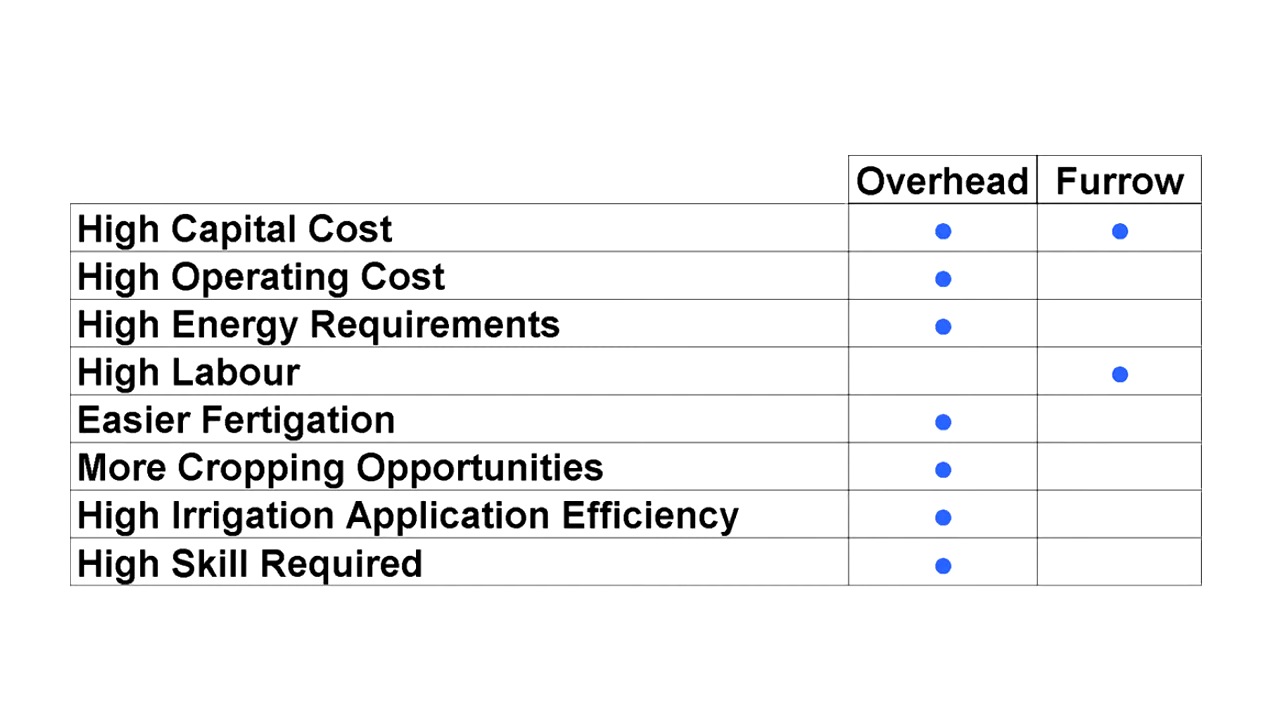 Overhead Furrow
High Capital Cost
High Operating Cost
High Energy Requirements
High Labour
Easier Fertigation
More Cropping Opportunities
High Irrigation Application Efficiency
High Skill Required